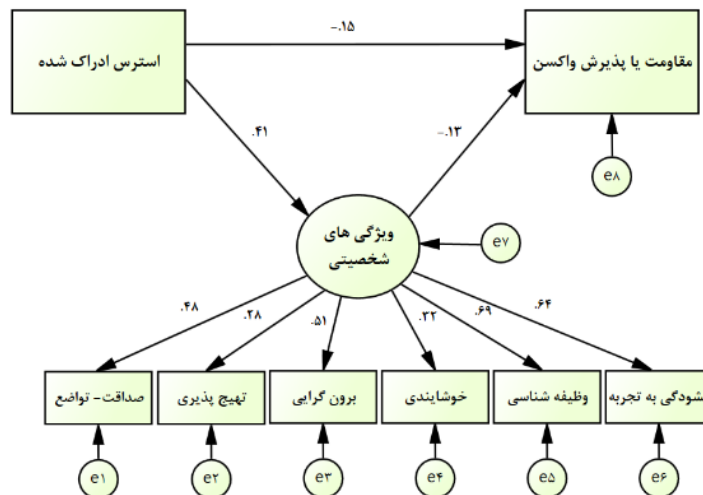 -.۱۵
استرس ادراک شده
مقاومت یا پذیرش واکسن
.۴۱
-.۱۳
e۸
ویژگی های
شخصیتی
e۷
.۴۸
.۲۸
.۵۱
.۳۲
.۶۹
.۶۴
صداقت- تواضع
تهیج پذیری
برون گرایی
خوشایندی
وظیفه شناسی
شودگی به تجربه
e۱
e۲
e۳
e۴
e۵
e۶